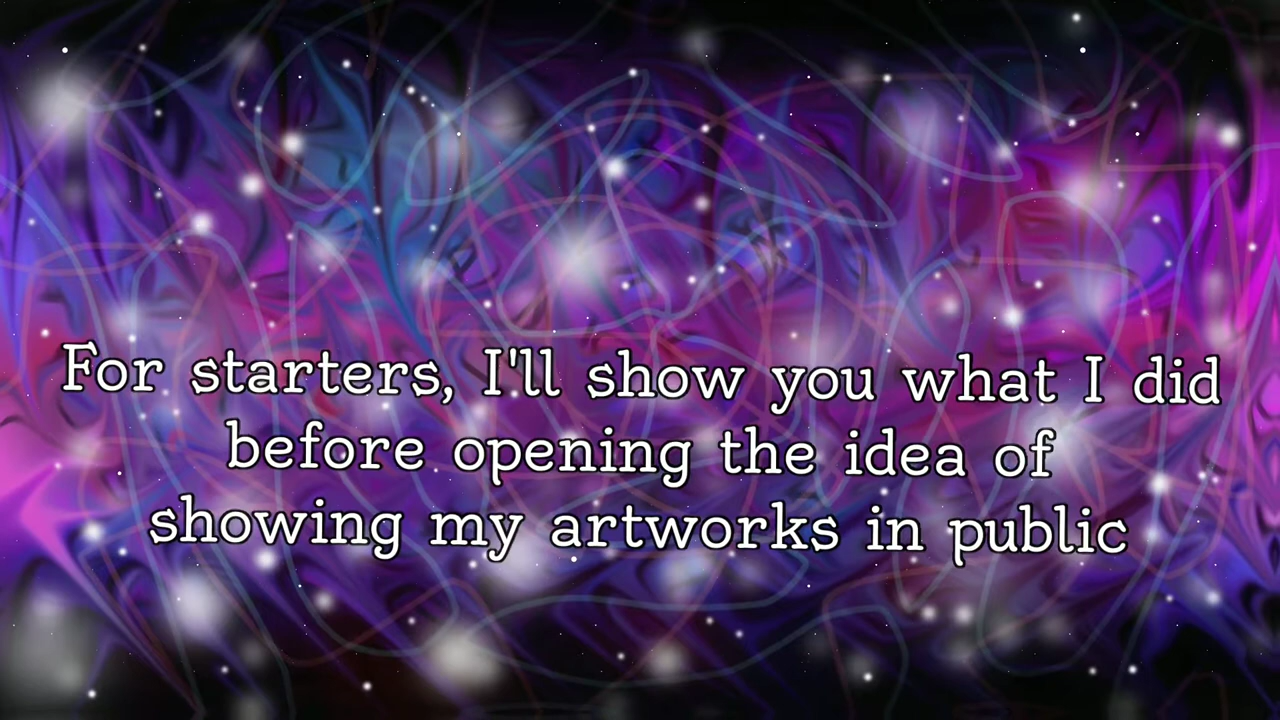 For starters, I'll show you what I did
before opening the idea of
showing my artworks in public